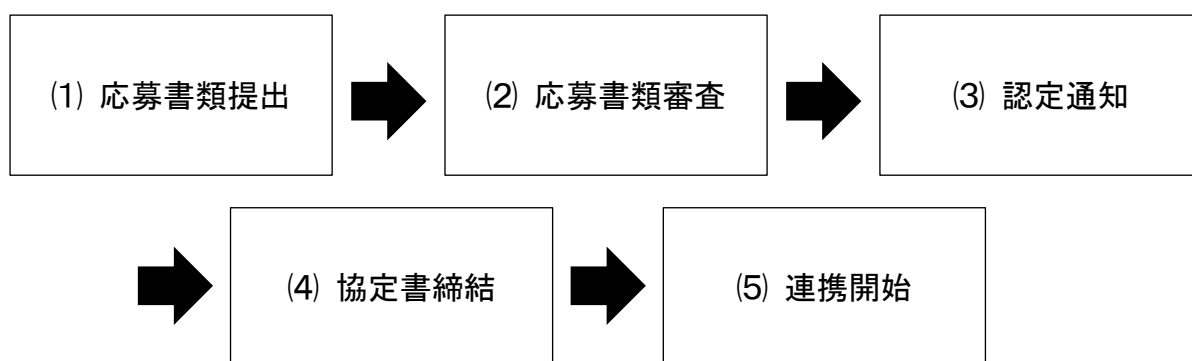 ⑴ 応募書類提出
⑵ 応募書類審査
⑶ 認定通知
⑷ 協定書締結
⑸ 連携開始